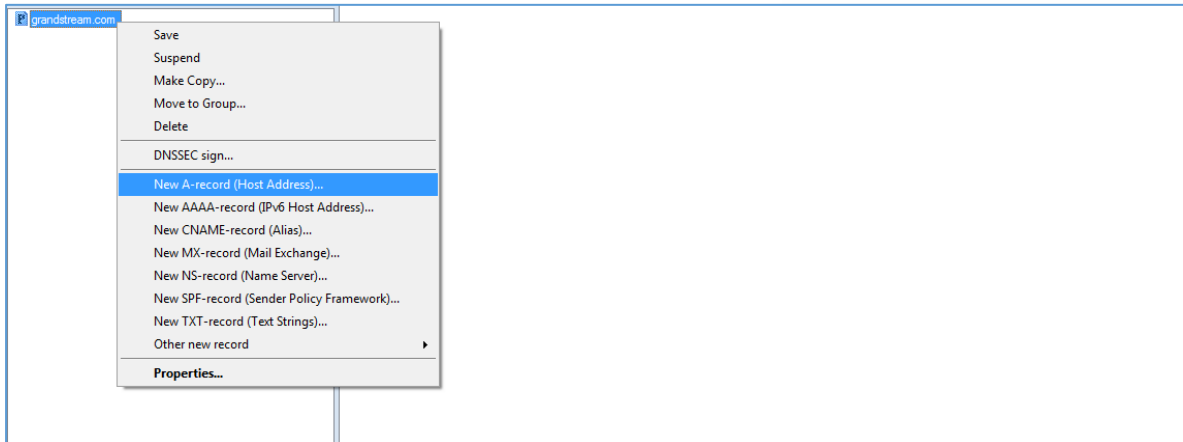 grandstream.com
Save
Suspend
Make Copy...
Move to Group...
Delete
DNSSEC sign...
New A-record (Host Address)...
New AAAA-record (IPv6 Host Address)...
New CNAME-record (Alias)...
New MX-record (Mail Exchange)...
New NS-record (Name Server)...
New SPF-record (Sender Policy Framework)...
New TXT-record (Text Strings)...
Other new record
Properties...